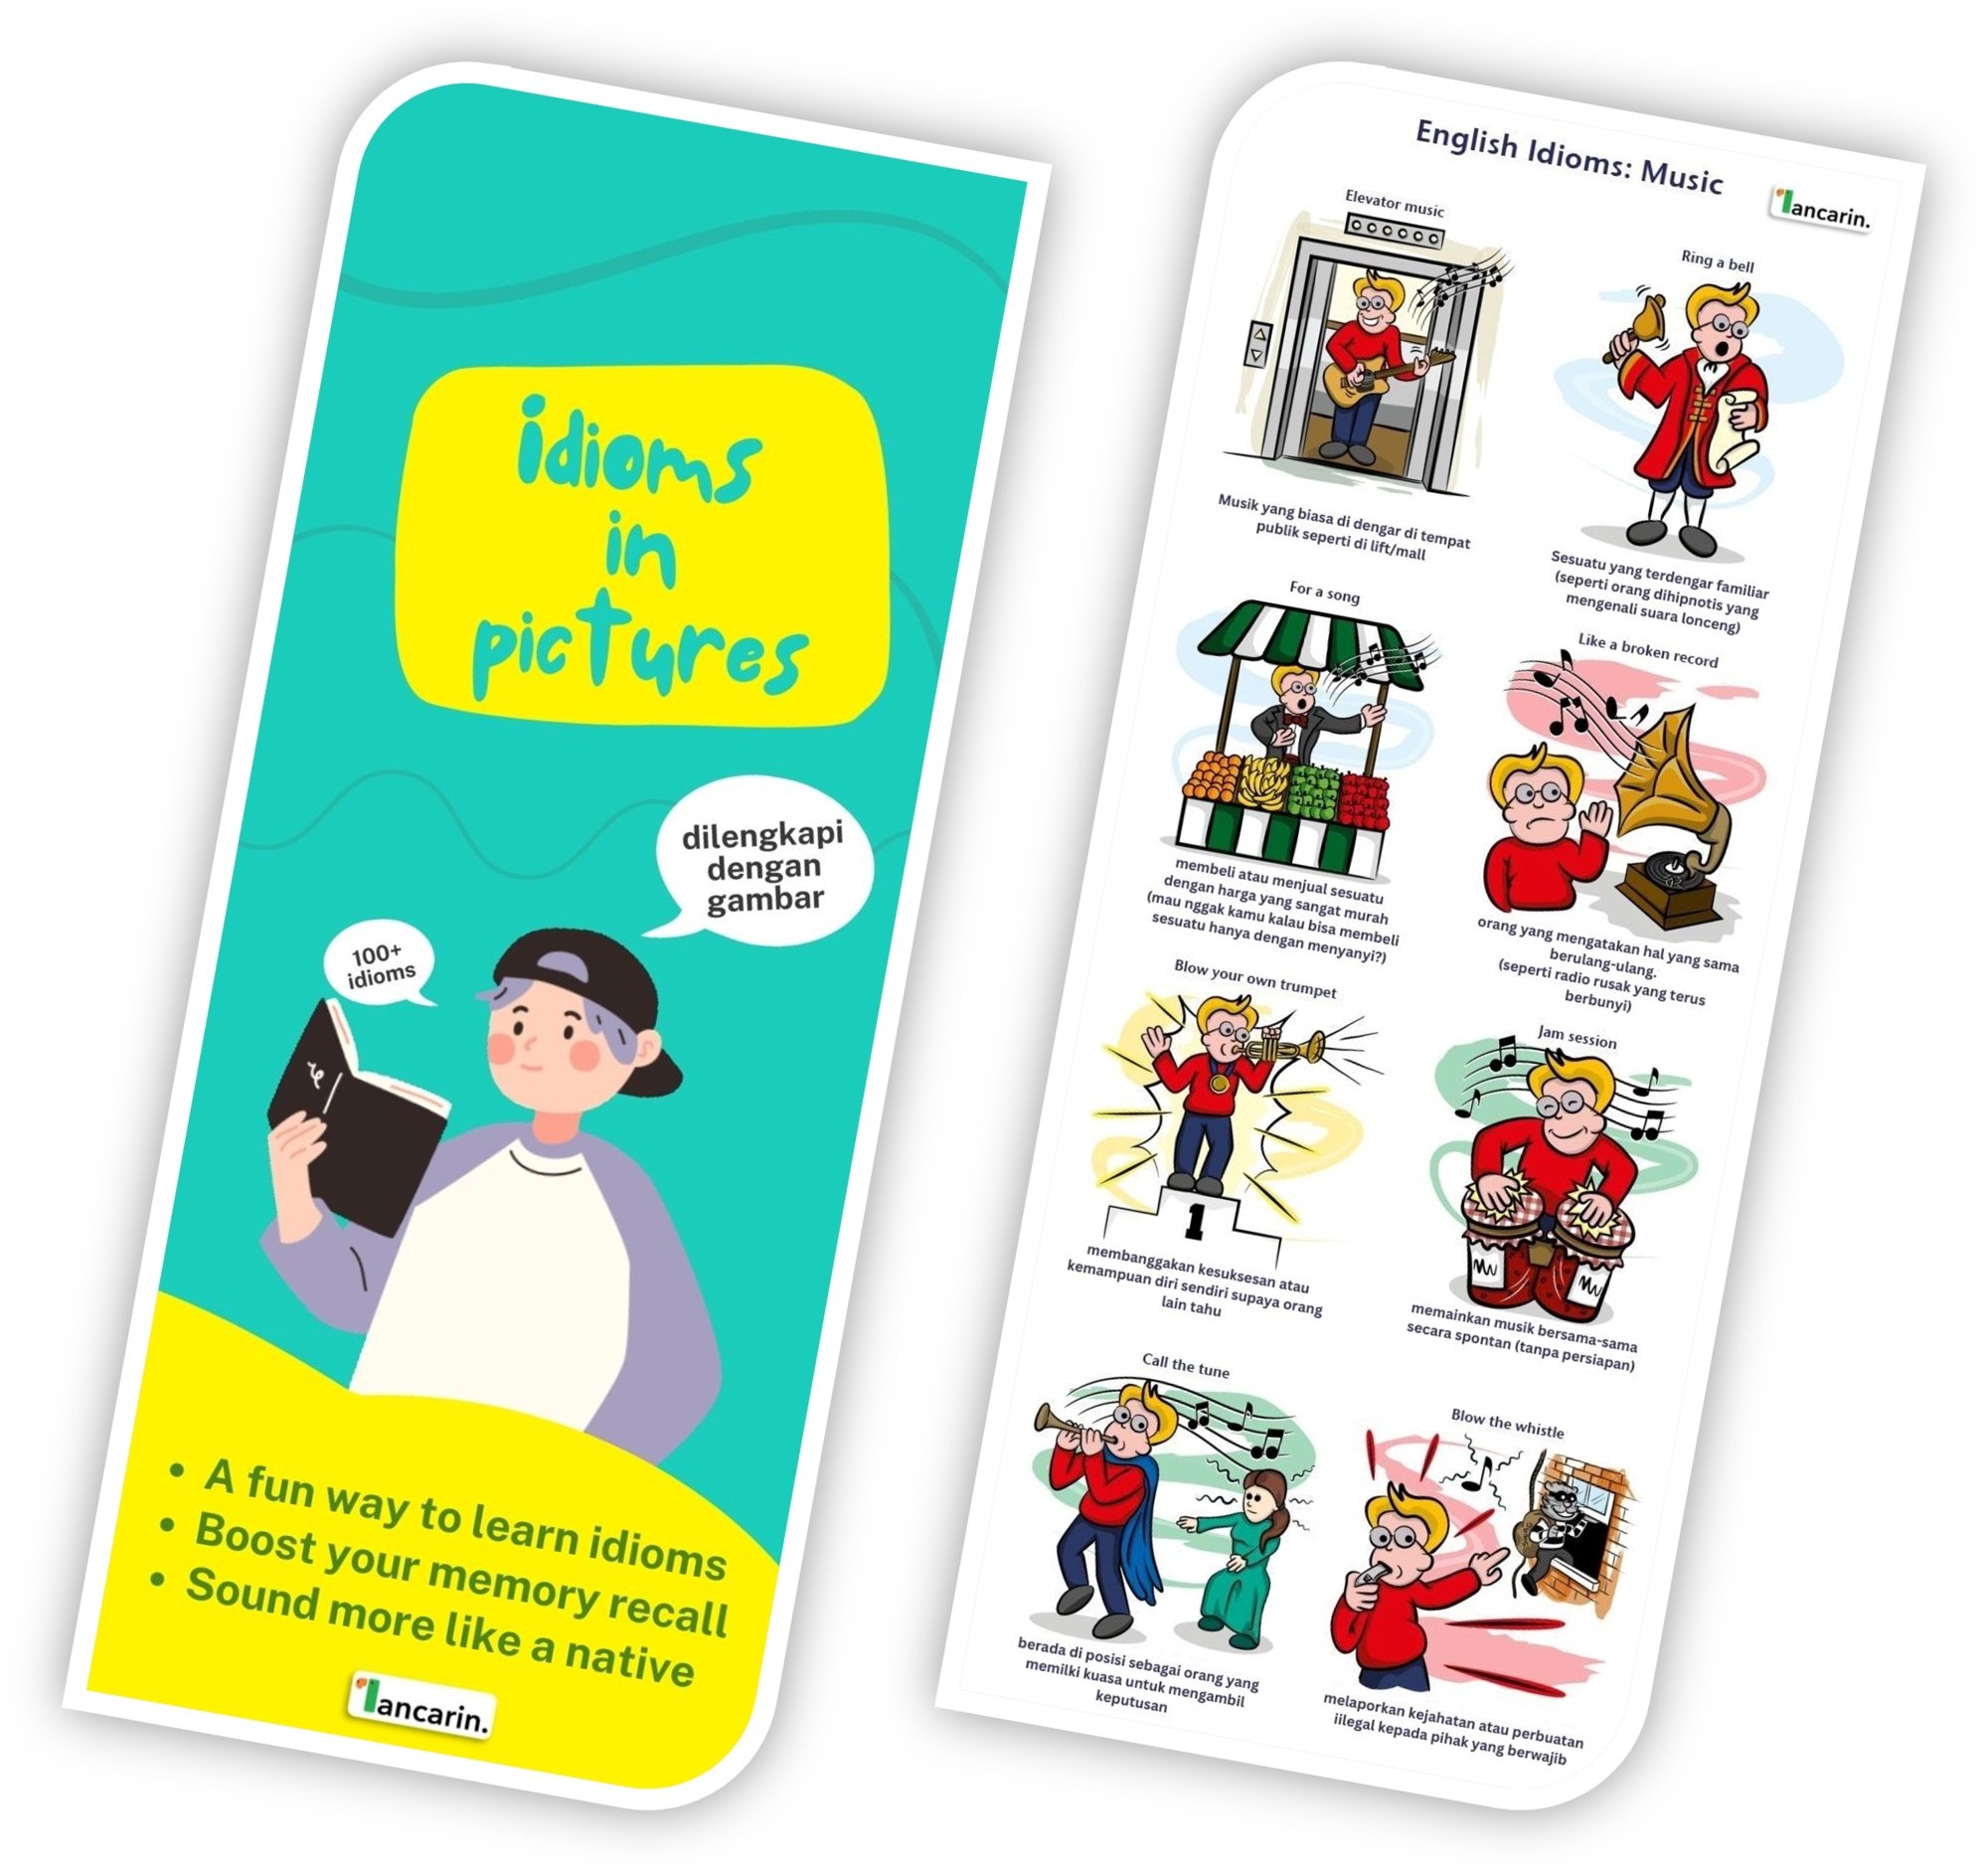 idioms
in
pictures
dilengkapi
dengan
gambar
100+
idioms
• A fun way to learn idioms
• Boost your memory recall
• Sound more like a native
lancarin.
English Idioms: Music
lancarin.
Elevator music
Musik yang biasa di dengar di tempat
publik seperti di lift/mall
Ring a bell
Sesuatu yang terdengar familiar
(seperti orang dihipnotis yang
mengenali suara lonceng)
For a song
membeli atau menjual sesuatu
dengan harga yang sangat murah
(mau nggak kamu kalau bisa membeli
sesuatu hanya dengan menyanyi?)
Like a broken record
orang yang mengatakan hal yang sama
berulang-ulang.
(seperti radio rusak yang terus
berbunyi)
Blow your own trumpet
1
membanggakan kesuksesan atau
kemampuan diri sendiri supaya orang
lain tahu
Jam session
memainkan musik bersama-sama
secara spontan (tanpa persiapan)
Call the tune
berada di posisi sebagai orang yang
memilki kuasa untuk mengambil
keputusan
Blow the whistle
melaporkan kejahatan atau perbuatan
iilegal kepada pihak yang berwajib